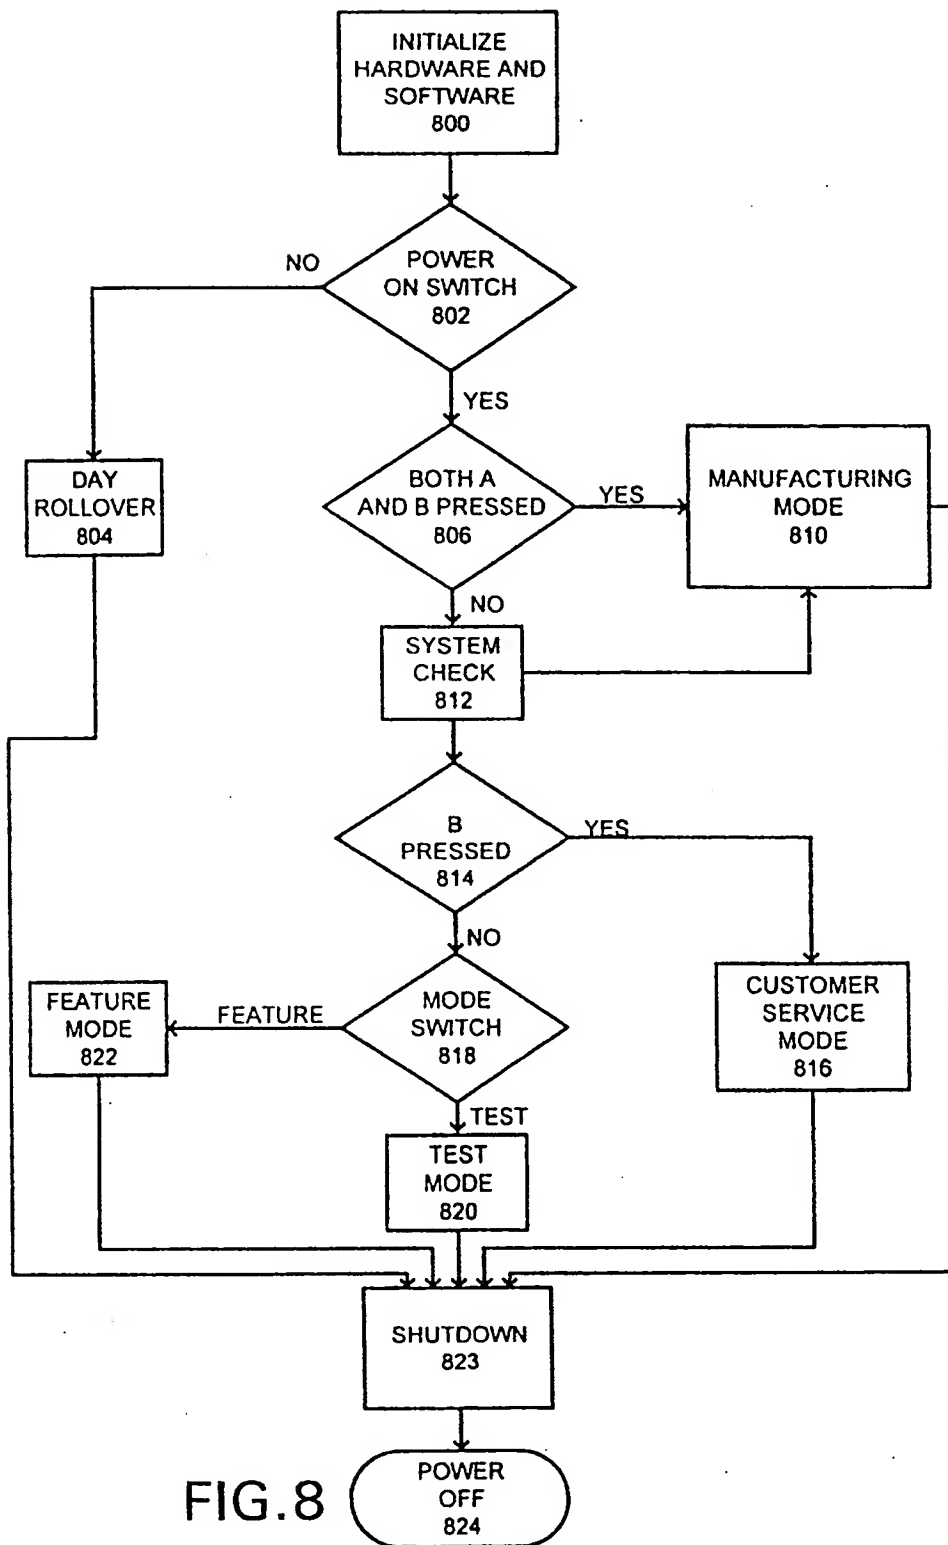 INITIALIZE
HARDWARE AND
SOFTWARE
800
NO
POWER
ON SWITCH
802
YES
DAY
ROLLOVER
804
BOTH A
AND B PRESSED
806
YES
MANUFACTURING
MODE
810
NO
SYSTEM
CHECK
812
B
PRESSED
814
YES
NO
FEATURE
MODE
822
FEATURE
MODE
SWITCH
818
CUSTOMER
SERVICE
MODE
816
TEST
TEST
MODE
820
SHUTDOWN
823
POWER
OFF
824
FIG.8